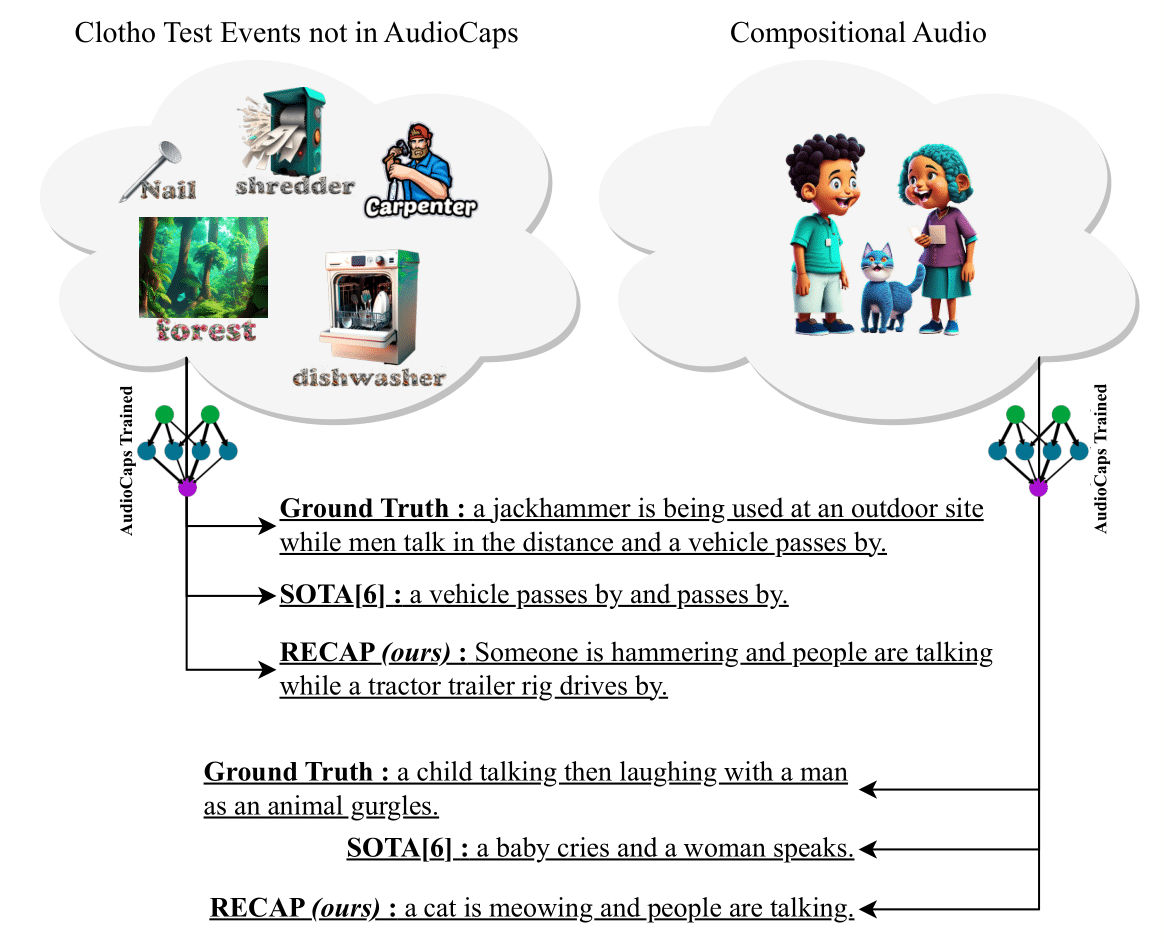 Clotho Test Events not in AudioCaps
Compositional Audio
Nail
shredder
Carpenter
forest
dishwasher
AudioCaps Trained
AudioCaps Trained
Ground Truth : a jackhammer is being used at an outdoor site
while men talk in the distance and a vehicle passes by.
SOTA[6] : a vehicle passes by and passes by.
RECAP (ours) : Someone is hammering and people are talking
while a tractor trailer rig drives by.
Ground Truth : a child talking then laughing with a man
as an animal gurgles.
SOTA[6] : a baby cries and a woman speaks.
RECAP (ours) : a cat is meowing and people are talking.